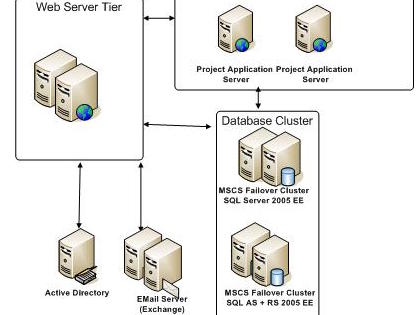 Web Server Tier
Project Application Server
Project Application Server
Database Cluster
MSCS Failover Cluster
SQL Server 2005 EE
Active Directory
EMail Server
(Exchange)
MSCS Failover Cluster
SQL AS + RS 2005 EE